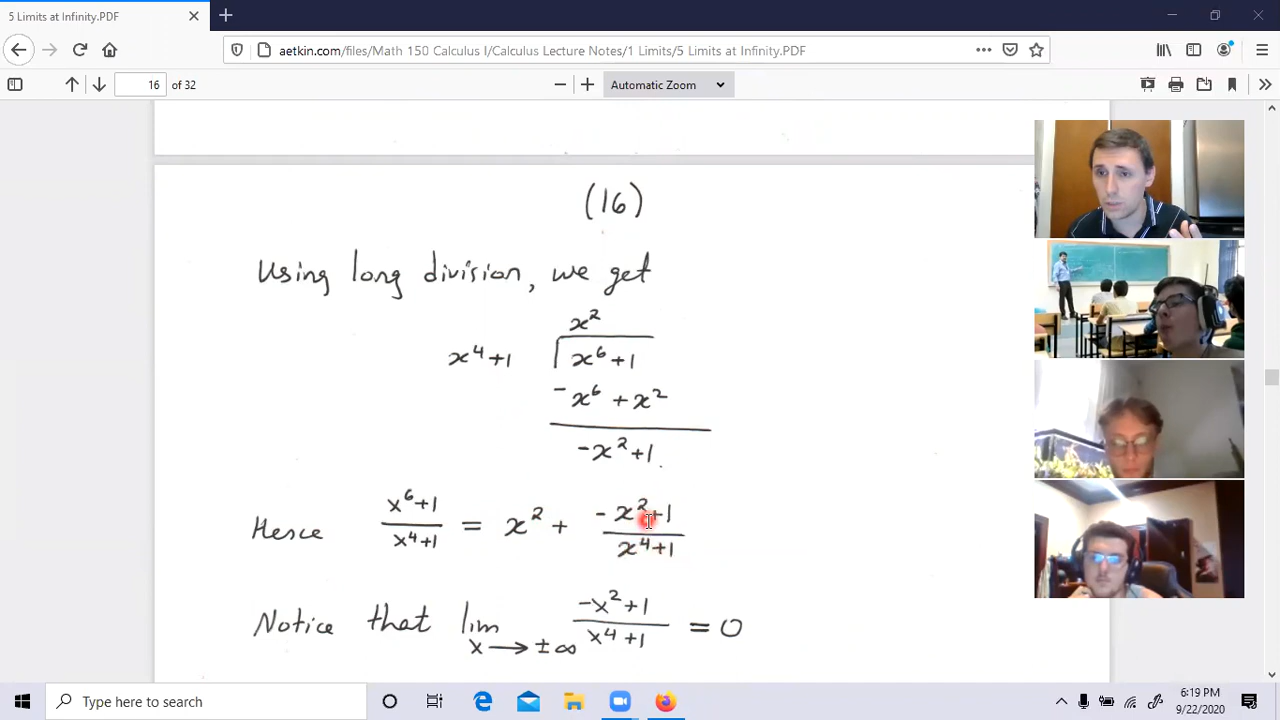 5 Limits at Infinity.PDF
aetkin.com/files/Math 150 Calculus I/Calculus Lecture Notes/1 Limits/5 Limits at Infinity.PDF
16 of 32
Automatic Zoom
(16)
Using long division, we get
x²
x⁴+1 x⁶+1
-x⁶ + x²
-x²+1
Hence x⁶+1/x⁴+1 = x² + -x²+1/x⁴+1
Notice that lim x→±∞ -x²+1/x⁴+1 = 0
Type here to search
6:19 PM
9/22/2020